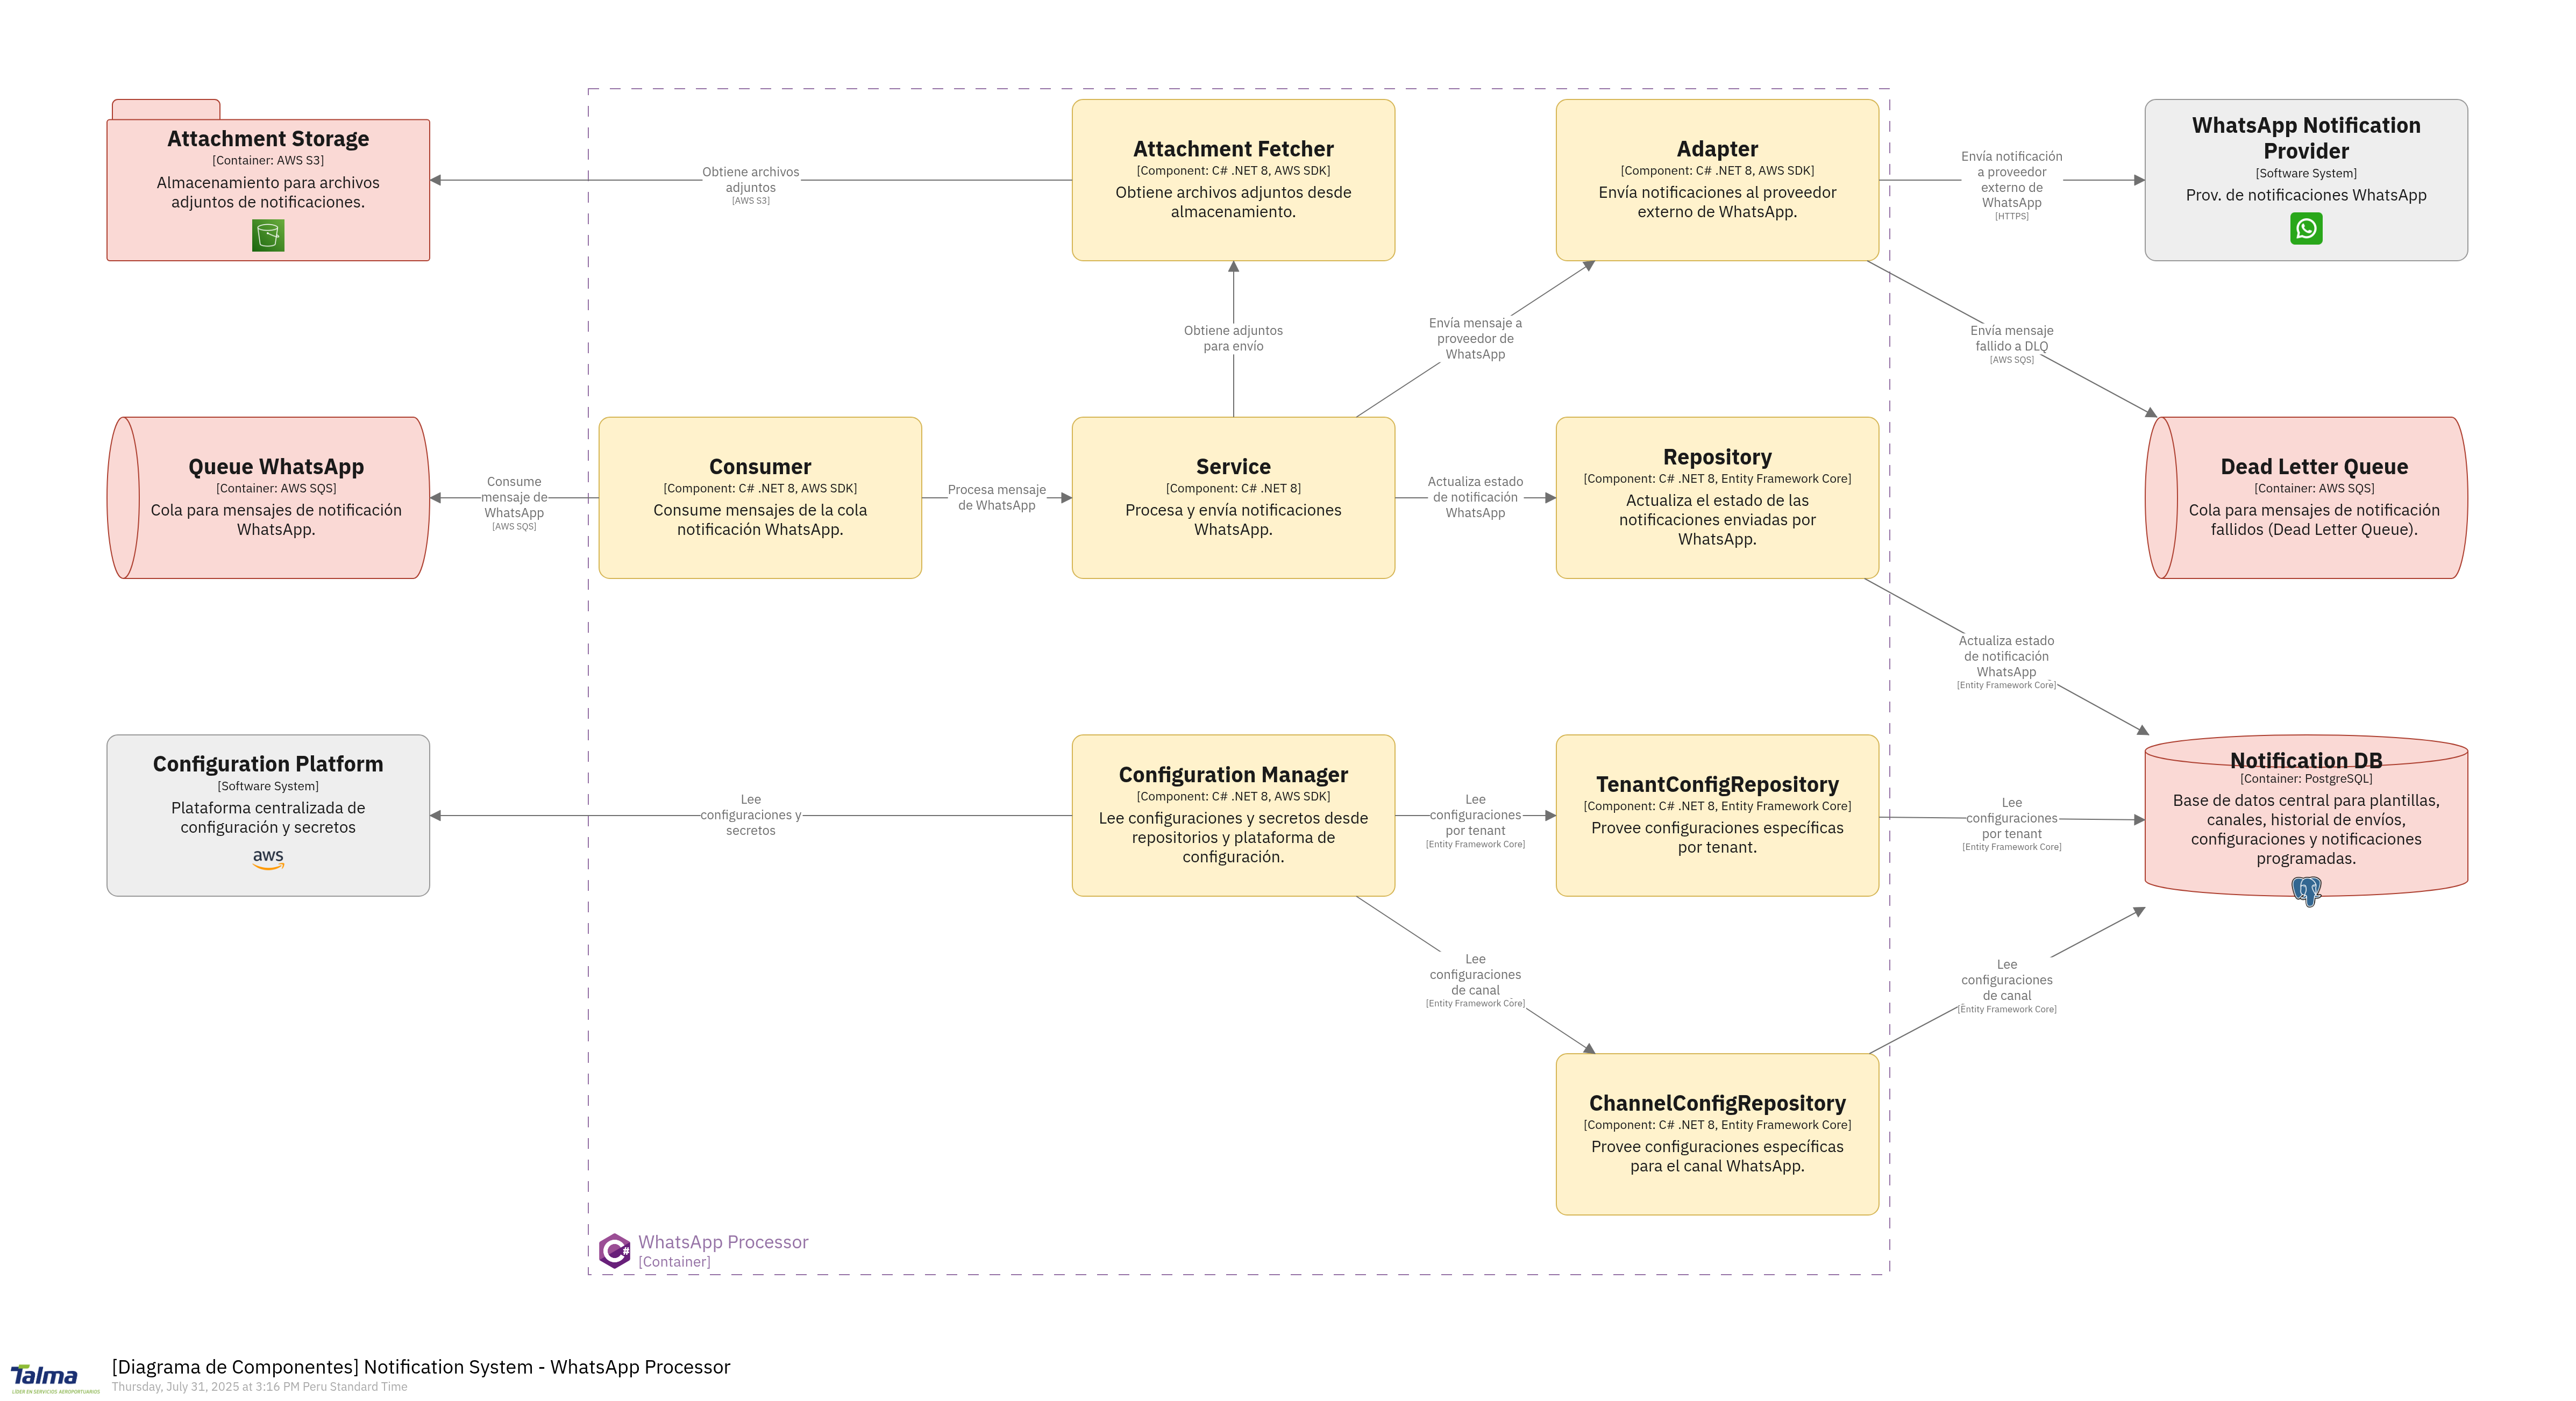 Attachment Storage
[Container: AWS S3]
Almacenamiento para archivos
adjuntos de notificaciones.
Obtiene archivos
adjuntos
[AWS S3]
Attachment Fetcher
[Component: C# .NET 8, AWS SDK]
Obtiene archivos adjuntos desde
almacenamiento.
Adapter
[Component: C# .NET 8, AWS SDK]
Envía notificaciones al proveedor
externo de WhatsApp.
Envía notificación
a proveedor
externo de
WhatsApp
[HTTPS]
WhatsApp Notification
Provider
[Software System]
Prov. de notificaciones WhatsApp
Obtiene adjuntos
para envío
Envía mensaje a
proveedor de
WhatsApp
Envía mensaje
fallido a DLQ
[AWS SQS]
Queue WhatsApp
[Container: AWS SQS]
Cola para mensajes de notificación
WhatsApp.
Consume
mensaje de
WhatsApp
[AWS SQS]
Consumer
[Component: C# .NET 8, AWS SDK]
Consume mensajes de la cola
notificación WhatsApp.
Procesa mensaje
de WhatsApp
Service
[Component: C# .NET 8]
Procesa y envía notificaciones
WhatsApp.
Actualiza estado
de notificación
WhatsApp
Repository
[Component: C# .NET 8, Entity Framework Core]
Actualiza el estado de las
notificaciones enviadas por
WhatsApp.
Dead Letter Queue
[Container: AWS SQS]
Cola para mensajes de notificación
fallidos (Dead Letter Queue).
Actualiza estado
de notificación
WhatsApp
[Entity Framework Core]
Configuration Platform
[Software System]
Plataforma centralizada de
configuración y secretos
aws
Lee
configuraciones y
secretos
Configuration Manager
[Component: C# .NET 8, AWS SDK]
Lee configuraciones y secretos desde
repositorios y plataforma de
configuración.
Lee
configuraciones
por tenant
[Entity Framework Core]
TenantConfigRepository
[Component: C# .NET 8, Entity Framework Core]
Provee configuraciones específicas
por tenant.
Lee
configuraciones
por tenant
[Entity Framework Core]
Notification DB
[Container: PostgreSQL]
Base de datos central para plantillas,
canales, historial de envíos,
configuraciones y notificaciones
programadas.
Lee
configuraciones
de canal
[Entity Framework Core]
Lee
configuraciones
de canal
[Entity Framework Core]
ChannelConfigRepository
[Component: C# .NET 8, Entity Framework Core]
Provee configuraciones específicas
para el canal WhatsApp.
C#
WhatsApp Processor
[Container]
Talma
LÍDER EN SERVICIOS AEROPORTUARIOS
[Diagrama de Componentes] Notification System - WhatsApp Processor
Thursday, July 31, 2025 at 3:16 PM Peru Standard Time